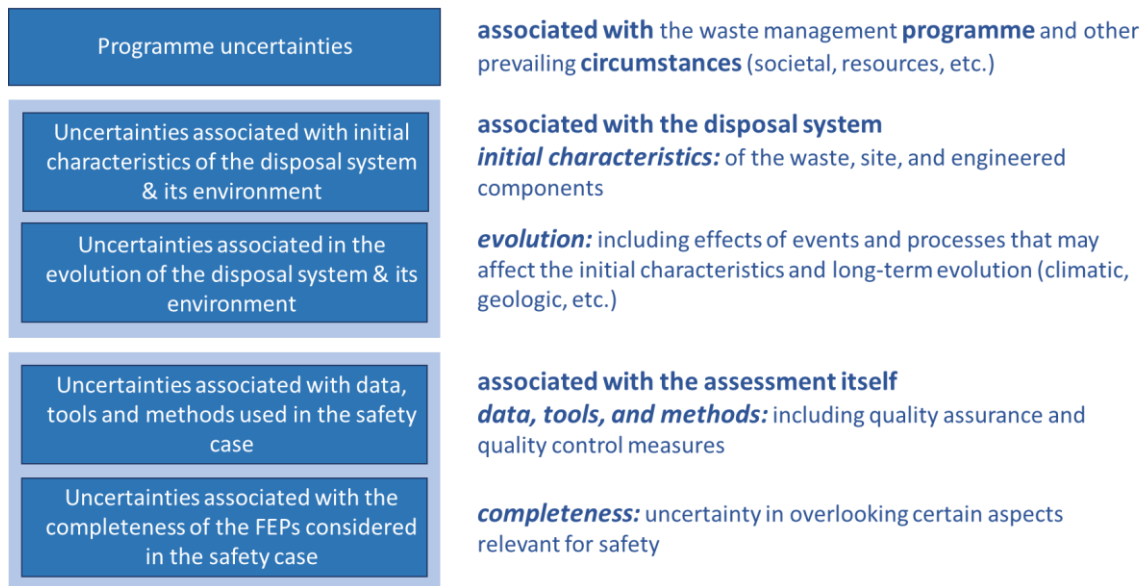 Programme uncertainties
associated with the waste management programme and other
prevailing circumstances (societal, resources, etc.)
Uncertainties associated with initial
characteristics of the disposal system
& its environment
associated with the disposal system
initial characteristics: of the waste, site, and engineered
components
Uncertainties associated in the
evolution of the disposal system & its
environment
evolution: including effects of events and processes that may
affect the initial characteristics and long-term evolution (climatic,
geologic, etc.)
Uncertainties associated with data,
tools and methods used in the safety
case
associated with the assessment itself
data, tools, and methods: including quality assurance and
quality control measures
Uncertainties associated with the
completeness of the FEPs considered
in the safety case
completeness: uncertainty in overlooking certain aspects
relevant for safety